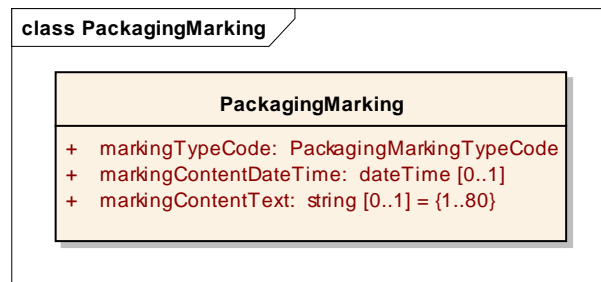 class PackagingMarking
PackagingMarking
+ markingTypeCode: PackagingMarkingTypeCode
+ markingContentDateTime: dateTime [0..1]
+ markingContentText: string [0..1] = {1..80}